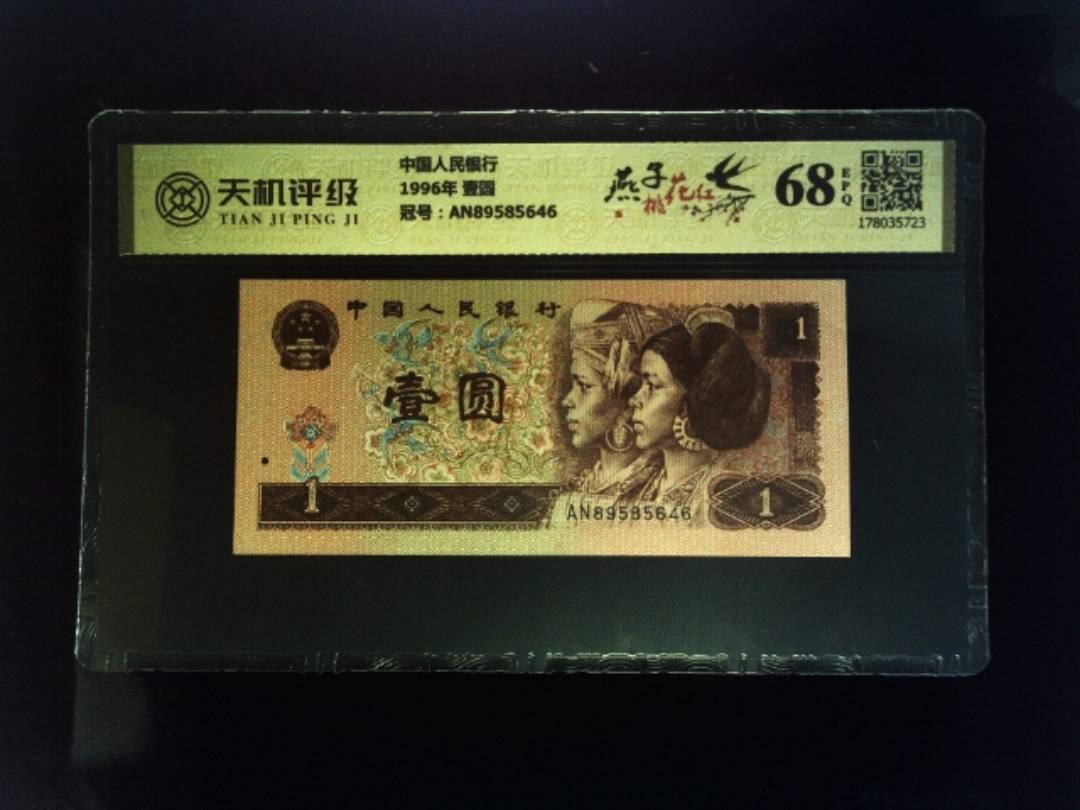 天机评级
TIAN JI PING JI
中国人民银行
1996年 壹圆
冠号：AN89585646
燕子
桃花红
68
EPQ
178035723
中国人民银行
1
壹圆
1
AN89585646
1